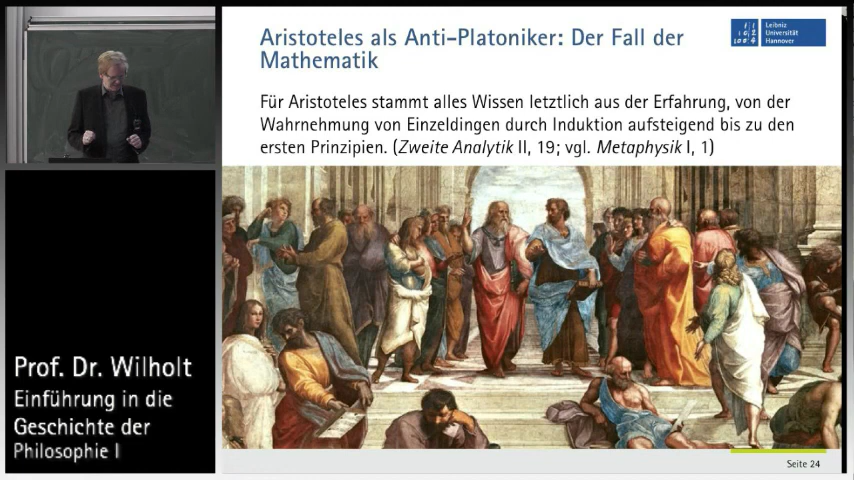 Aristoteles als Anti-Platoniker: Der Fall der
Mathematik
Leibniz
Universität
Hannover
Für Aristoteles stammt alles Wissen letztlich aus der Erfahrung, von der
Wahrnehmung von Einzeldingen durch Induktion aufsteigend bis zu den
ersten Prinzipien. (Zweite Analytik II, 19; vgl. Metaphysik I, 1)
Prof. Dr. Wilholt
Einführung in die
Geschichte der
Philosophie I
Seite 24